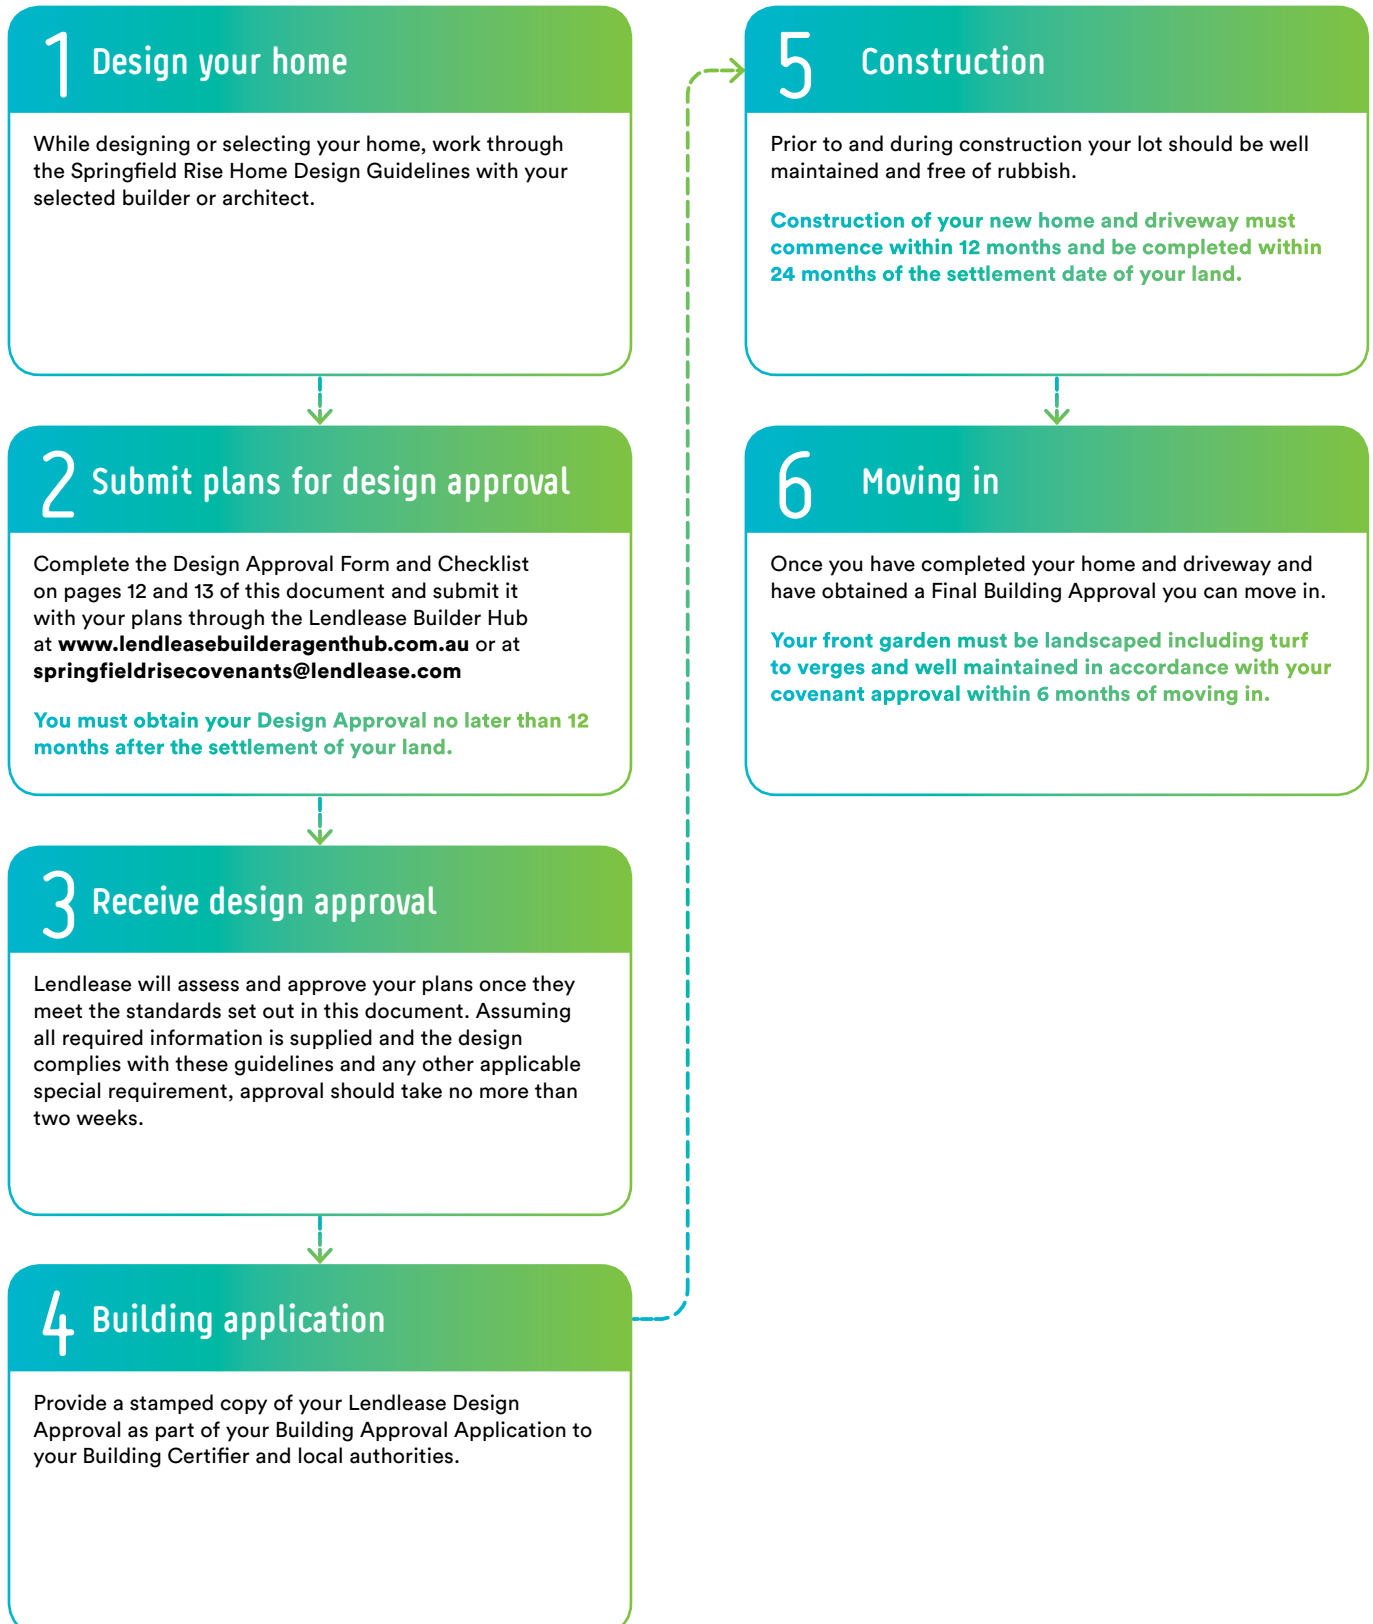 1 Design your home
While designing or selecting your home, work through
the Springfield Rise Home Design Guidelines with your
selected builder or architect.
2 Submit plans for design approval
Complete the Design Approval Form and Checklist
on pages 12 and 13 of this document and submit it
with your plans through the Lendlease Builder Hub
at www.lendleasebuilderagenthub.com.au or at
springfieldrisecovenants@lendlease.com
You must obtain your Design Approval no later than 12
months after the settlement of your land.
3 Receive design approval
Lendlease will assess and approve your plans once they
meet the standards set out in this document. Assuming
all required information is supplied and the design
complies with these guidelines and any other applicable
special requirement, approval should take no more than
two weeks.
4 Building application
Provide a stamped copy of your Lendlease Design
Approval as part of your Building Approval Application to
your Building Certifier and local authorities.
5 Construction
Prior to and during construction your lot should be well
maintained and free of rubbish.
Construction of your new home and driveway must
commence within 12 months and be completed within
24 months of the settlement date of your land.
6 Moving in
Once you have completed your home and driveway and
have obtained a Final Building Approval you can move in.
Your front garden must be landscaped including turf
to verges and well maintained in accordance with your
covenant approval within 6 months of moving in.